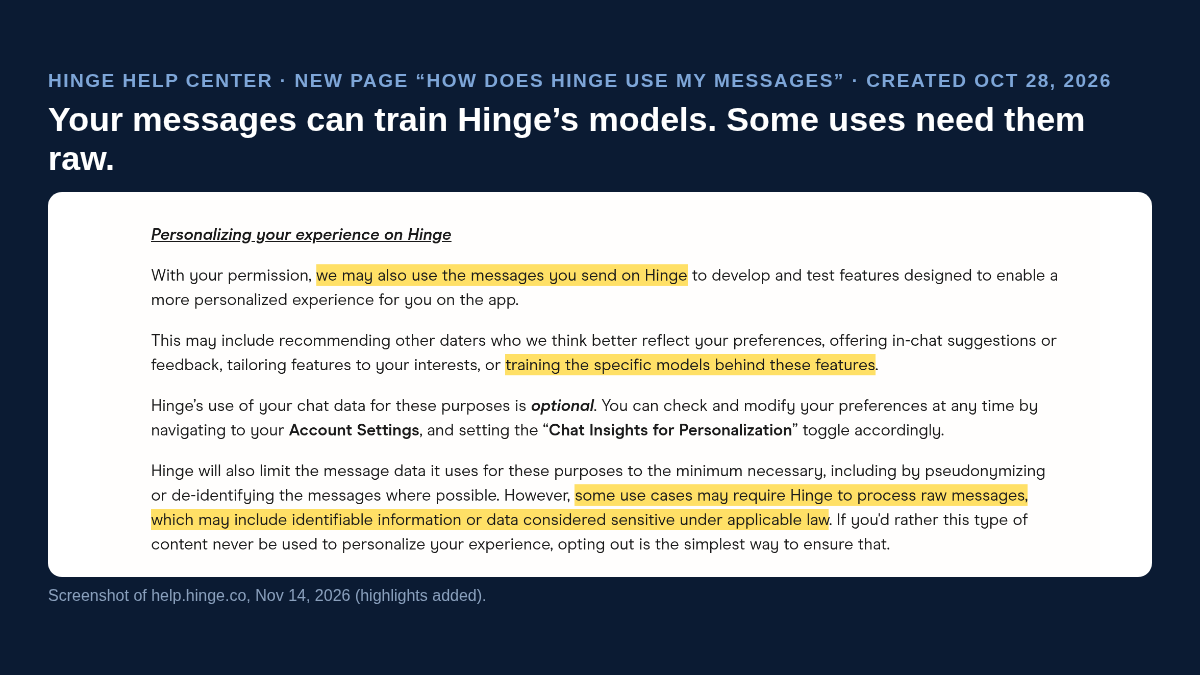 HINGE HELP CENTER · NEW PAGE “HOW DOES HINGE USE MY MESSAGES” · CREATED OCT 28, 2026
Your messages can train Hinge’s models. Some uses need them
raw.
Personalizing your experience on Hinge
With your permission, we may also use the messages you send on Hinge to develop and test features designed to enable a
more personalized experience for you on the app.
This may include recommending other daters who we think better reflect your preferences, offering in-chat suggestions or
feedback, tailoring features to your interests, or training the specific models behind these features.
Hinge’s use of your chat data for these purposes is optional. You can check and modify your preferences at any time by
navigating to your Account Settings, and setting the “Chat Insights for Personalization” toggle accordingly.
Hinge will also limit the message data it uses for these purposes to the minimum necessary, including by pseudonymizing
or de-identifying the messages where possible. However, some use cases may require Hinge to process raw messages,
which may include identifiable information or data considered sensitive under applicable law. If you’d rather this type of
content never be used to personalize your experience, opting out is the simplest way to ensure that.
Screenshot of help.hinge.co, Nov 14, 2026 (highlights added).